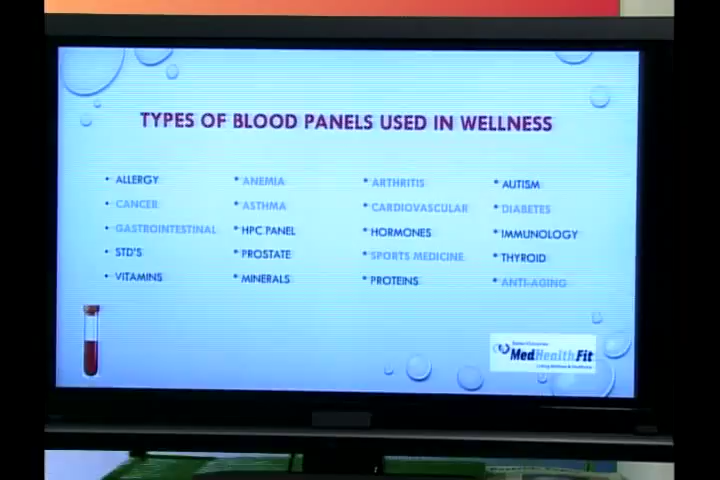 TYPES OF BLOOD PANELS USED IN WELLNESS
• ALLERGY * ANEMIA * ARTHRITIS * AUTISM
• CANCER * ASTHMA * CARDIOVASCULAR * DIABETES
• GASTROINTESTINAL * HPC PANEL * HORMONES * IMMUNOLOGY
• STD'S * PROSTATE * SPORTS MEDICINE * THYROID
• VITAMINS * MINERALS * PROTEINS * ANTI-AGING
MedHealthFit